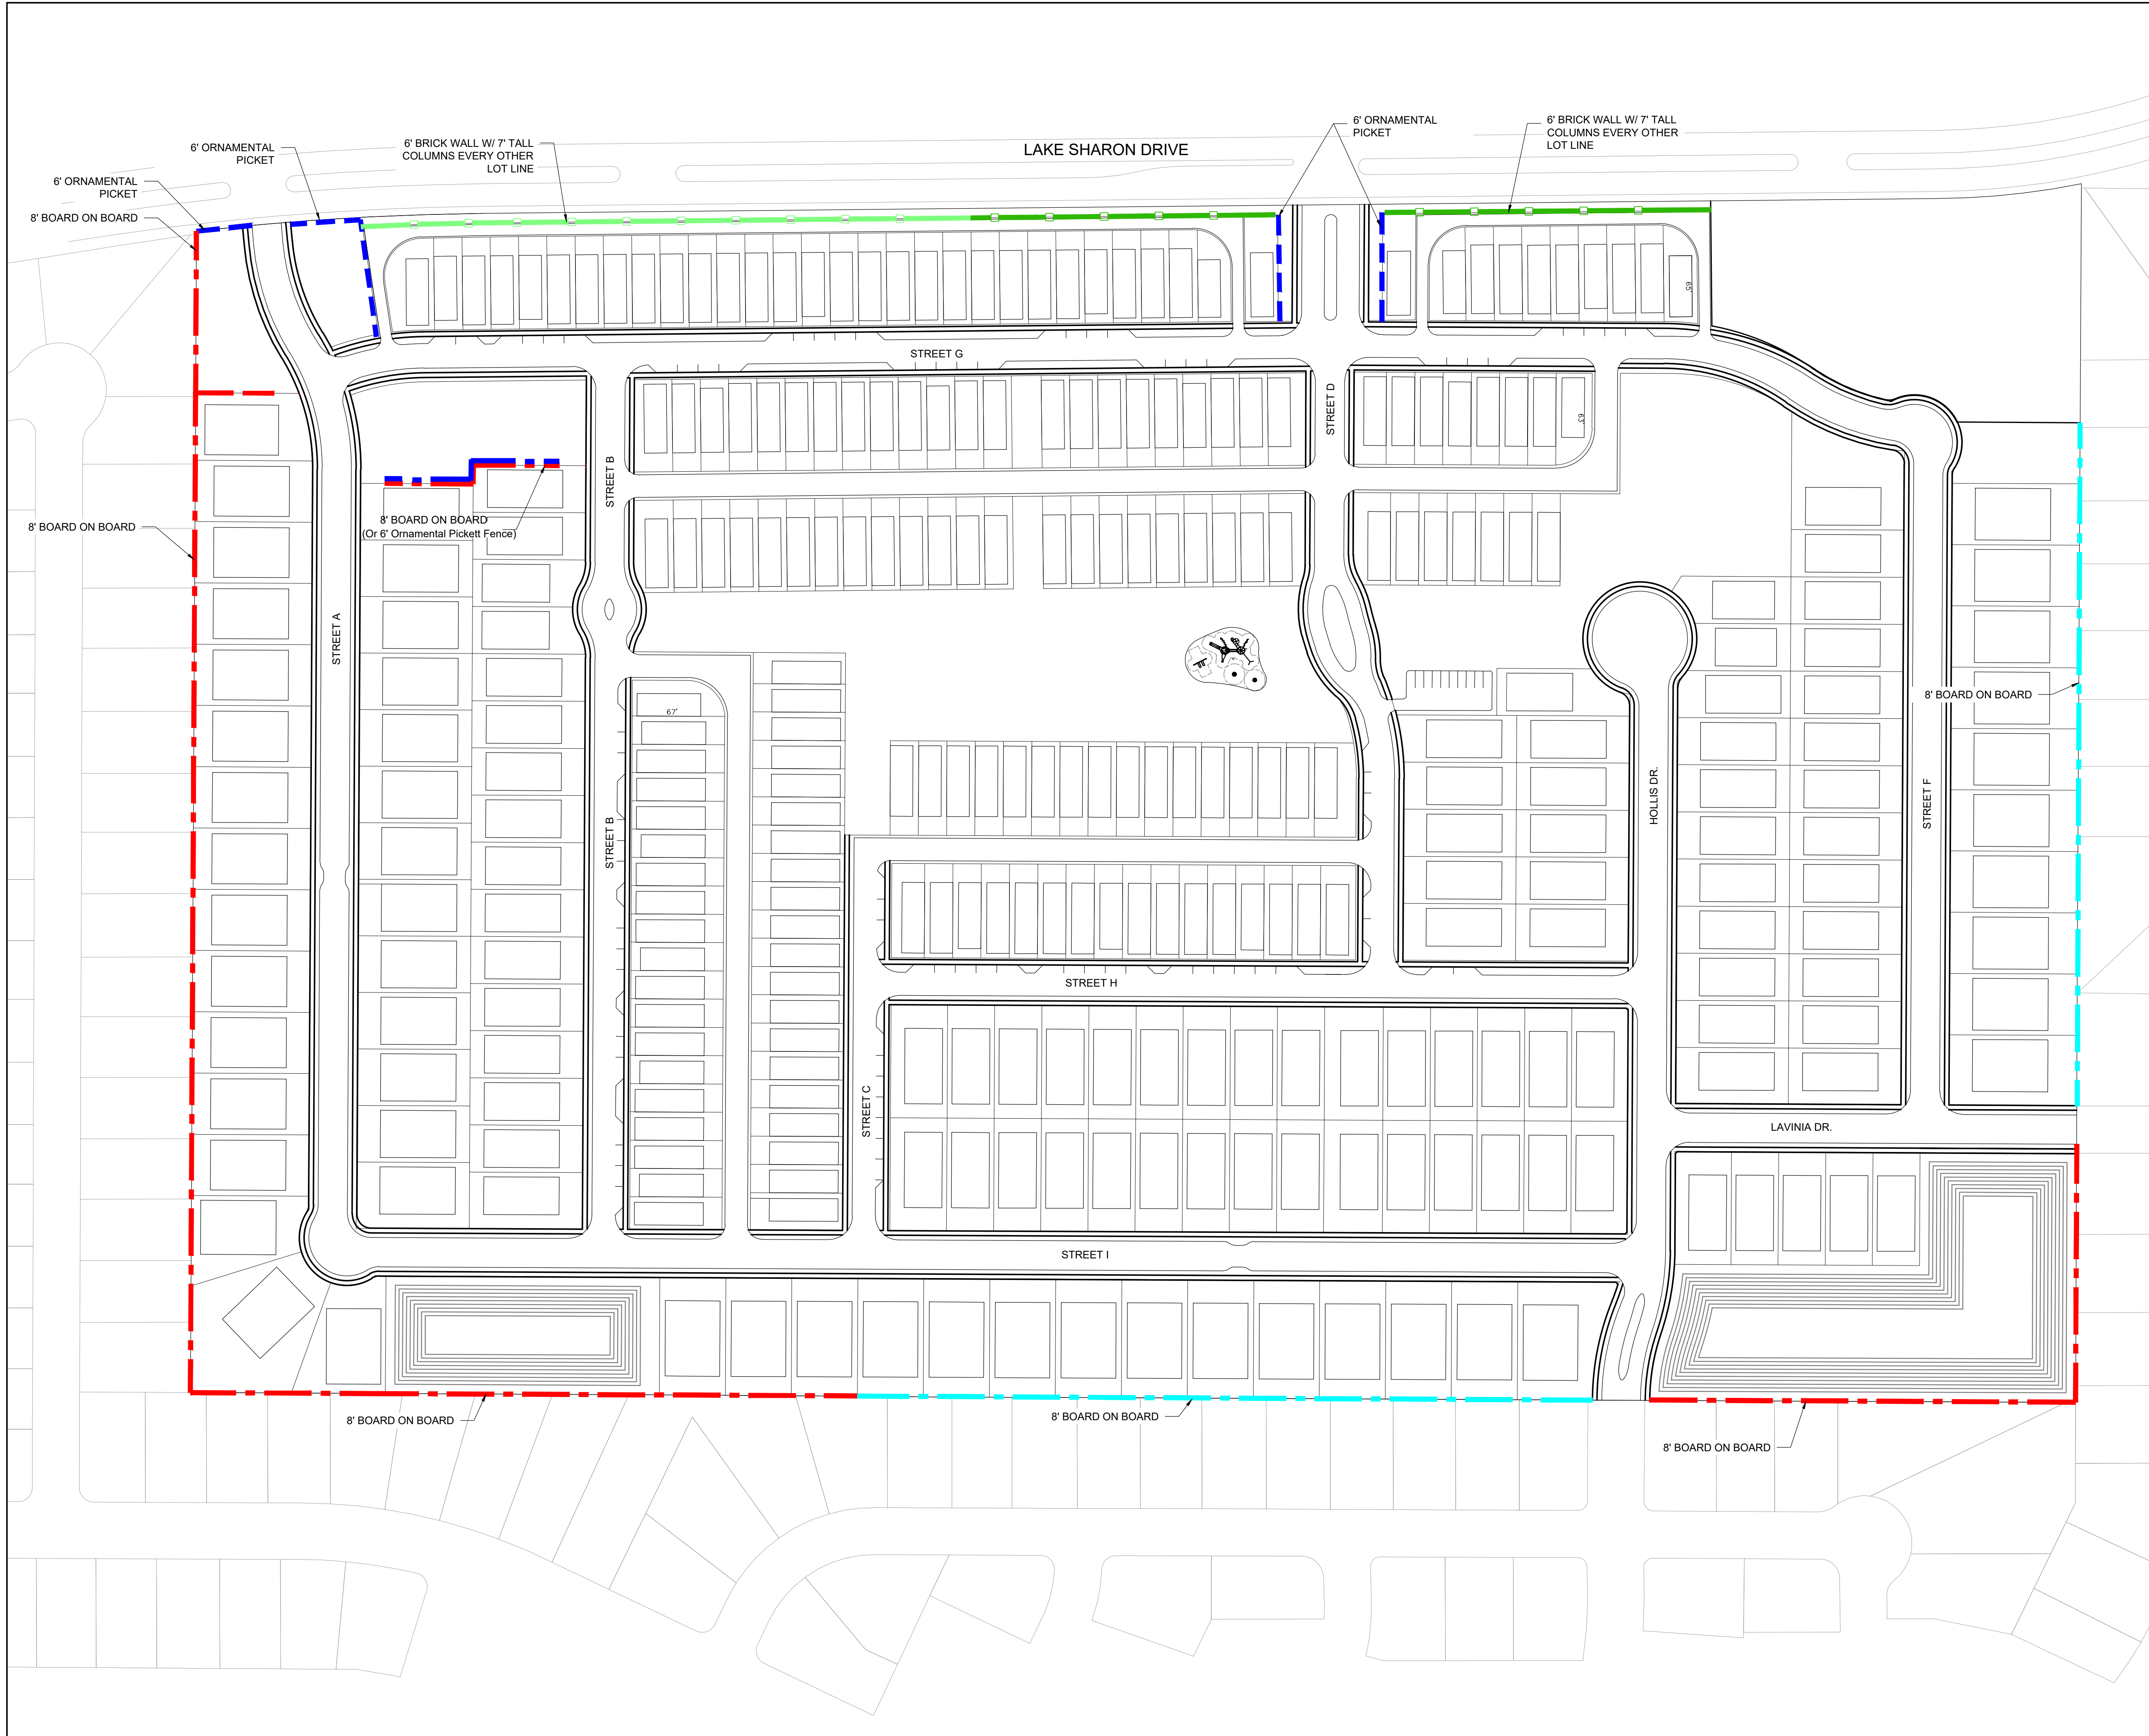 6' ORNAMENTAL
PICKET
6' BRICK WALL W/ 7' TALL
COLUMNS EVERY OTHER
LOT LINE
LAKE SHARON DRIVE
6' ORNAMENTAL
PICKET
6' BRICK WALL W/ 7' TALL
COLUMNS EVERY OTHER
LOT LINE
6' ORNAMENTAL
PICKET
8' BOARD ON BOARD
65'
STREET G
STREET D
63'
STREET B
8' BOARD ON BOARD
8' BOARD ON BOARD
(Or 6' Ornamental Pickett Fence)
STREET A
8' BOARD ON BOARD
67'
STREET B
HOLLIS DR.
STREET F
STREET H
STREET C
LAVINIA DR.
STREET I
8' BOARD ON BOARD
8' BOARD ON BOARD
8' BOARD ON BOARD